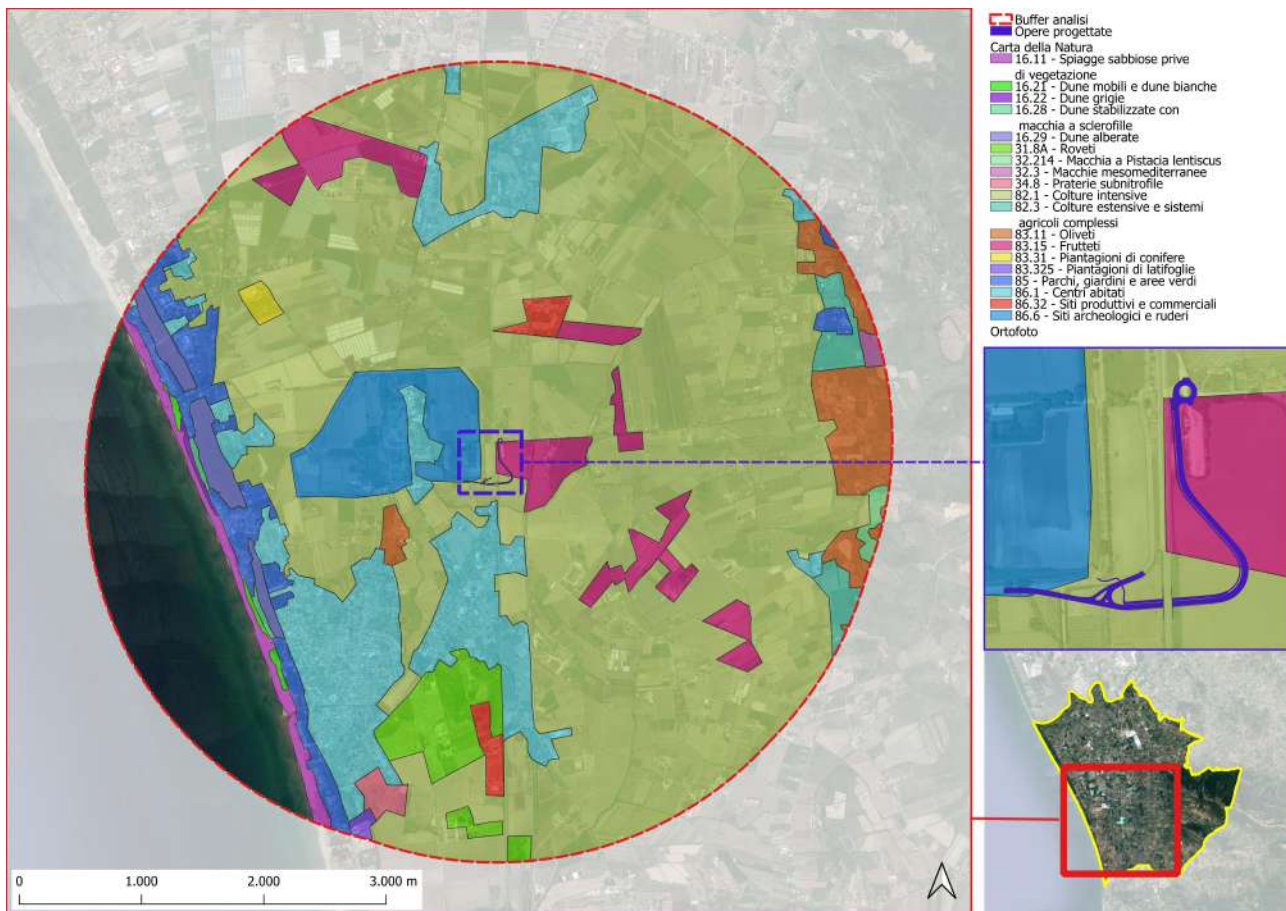 Buffer analisi
Opere progettate
Carta della Natura
16.11 - Spiagge sabbiose prive
di vegetazione
16.21 - Dune mobili e dune bianche
16.22 - Dune grigie
16.28 - Dune stabilizzate con
macchia a sclerofille
16.29 - Dune alberate
31.8A - Roveti
32.214 - Macchia a Pistacia lentiscus
32.3 - Macchie mesomediterranee
34.8 - Praterie subnitrofile
82.1 - Colture intensive
82.3 - Colture estensive e sistemi
agricoli complessi
83.11 - Oliveti
83.15 - Frutteti
83.31 - Piantagioni di conifere
83.325 - Piantagioni di latifoglie
85 - Parchi, giardini e aree verdi
86.1 - Centri abitati
86.32 - Siti produttivi e commerciali
86.6 - Siti archeologici e ruderi
Ortofoto
0 1.000 2.000 3.000 m